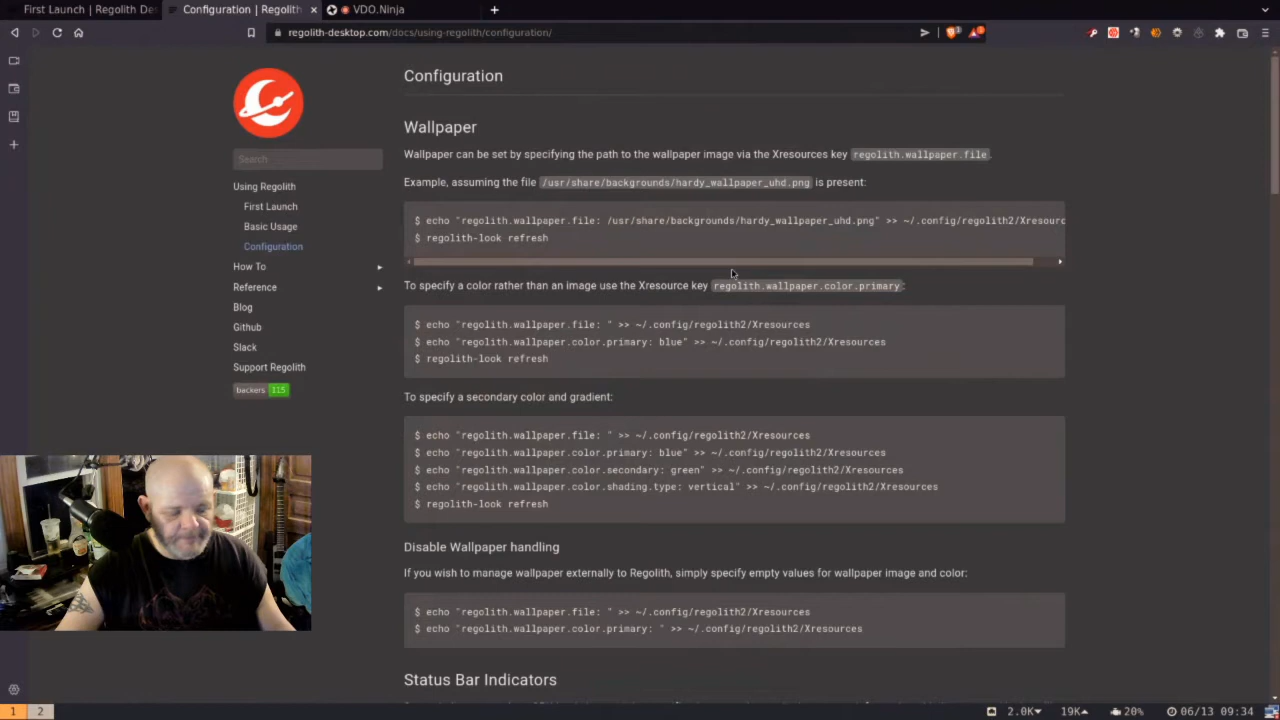 First Launch | Regolith Des
Configuration | Regolith
VDO.Ninja
regolith-desktop.com/docs/using-regolith/configuration/
Search
Using Regolith
First Launch
Basic Usage
Configuration
How To
Reference
Blog
Github
Slack
Support Regolith
backers 115
Configuration
Wallpaper
Wallpaper can be set by specifying the path to the wallpaper image via the Xresources key regolith.wallpaper.file.
Example, assuming the file /usr/share/backgrounds/hardy_wallpaper_uhd.png is present:
$ echo "regolith.wallpaper.file: /usr/share/backgrounds/hardy_wallpaper_uhd.png" >> ~/.config/regolith2/Xresourc
$ regolith-look refresh
To specify a color rather than an image use the Xresource key regolith.wallpaper.color.primary:
$ echo "regolith.wallpaper.file: " >> ~/.config/regolith2/Xresources
$ echo "regolith.wallpaper.color.primary: blue" >> ~/.config/regolith2/Xresources
$ regolith-look refresh
To specify a secondary color and gradient:
$ echo "regolith.wallpaper.file: " >> ~/.config/regolith2/Xresources
$ echo "regolith.wallpaper.color.primary: blue" >> ~/.config/regolith2/Xresources
$ echo "regolith.wallpaper.color.secondary: green" >> ~/.config/regolith2/Xresources
$ echo "regolith.wallpaper.color.shading.type: vertical" >> ~/.config/regolith2/Xresources
$ regolith-look refresh
Disable Wallpaper handling
If you wish to manage wallpaper externally to Regolith, simply specify empty values for wallpaper image and color:
$ echo "regolith.wallpaper.file: " >> ~/.config/regolith2/Xresources
$ echo "regolith.wallpaper.color.primary: " >> ~/.config/regolith2/Xresources
Status Bar Indicators
1 2
2.0K 19K 20% 06/13 09:34